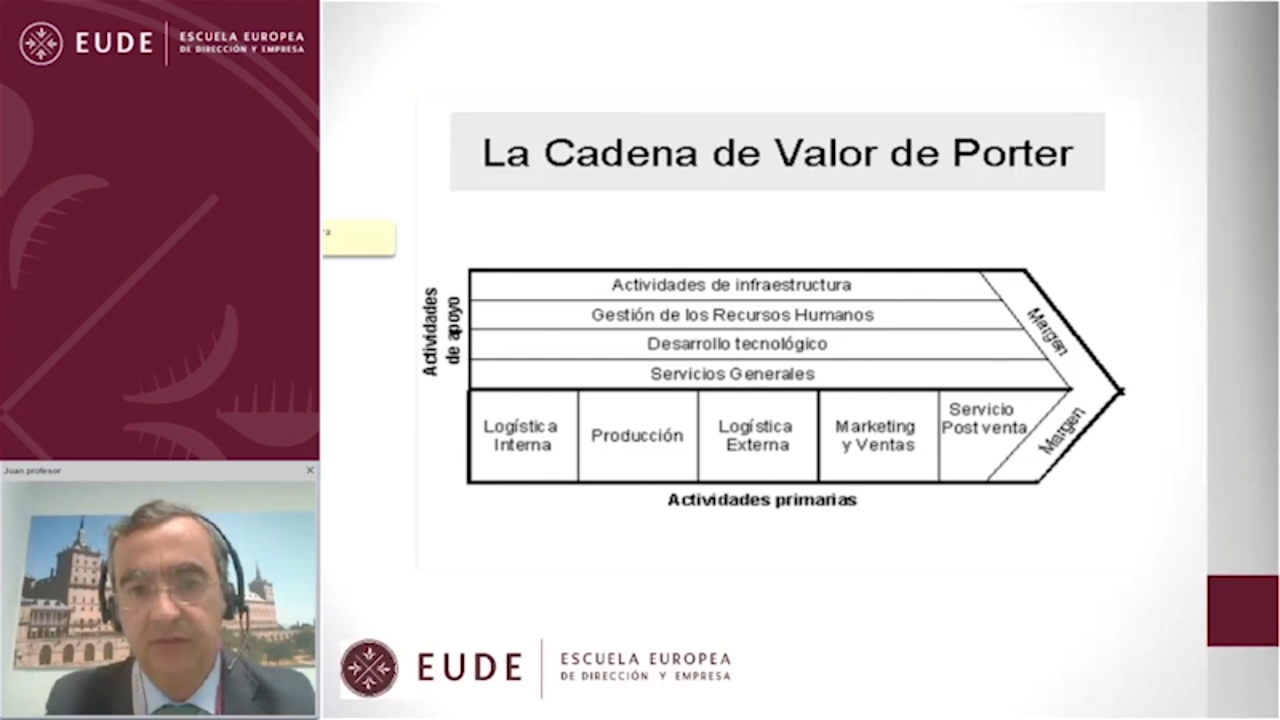 EUDE
ESCUELA EUROPEA
DE DIRECCIÓN Y EMPRESA
La Cadena de Valor de Porter
Actividades
de apoyo
Actividades de infraestructura
Gestión de los Recursos Humanos
Desarrollo tecnológico
Servicios Generales
Margen
Logística
Interna
Producción
Logística
Externa
Marketing
y Ventas
Servicio
Post venta
Margen
Actividades primarias
Juan profesor
EUDE
ESCUELA EUROPEA
DE DIRECCIÓN Y EMPRESA